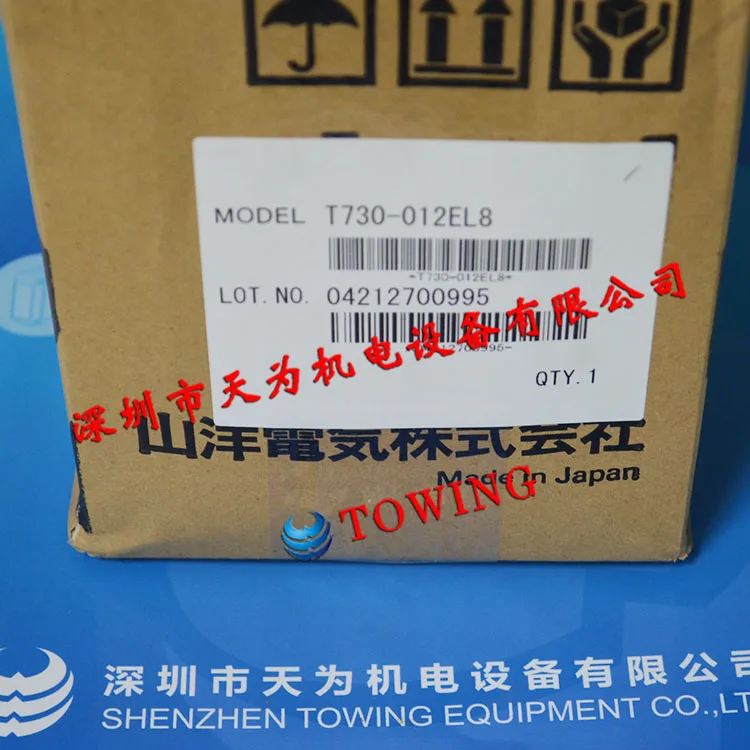 MODEL T730-012EL8
-T730-012EL8-
LOT.NO. 04212700995
12700995-
QTY.1
深圳市天为机电设备有限公司
山洋電気株式会社
Made in Japan
TOWING
深圳市天为机电设备有限公司
SHENZHEN TOWING EQUIPMENT CO.,LT